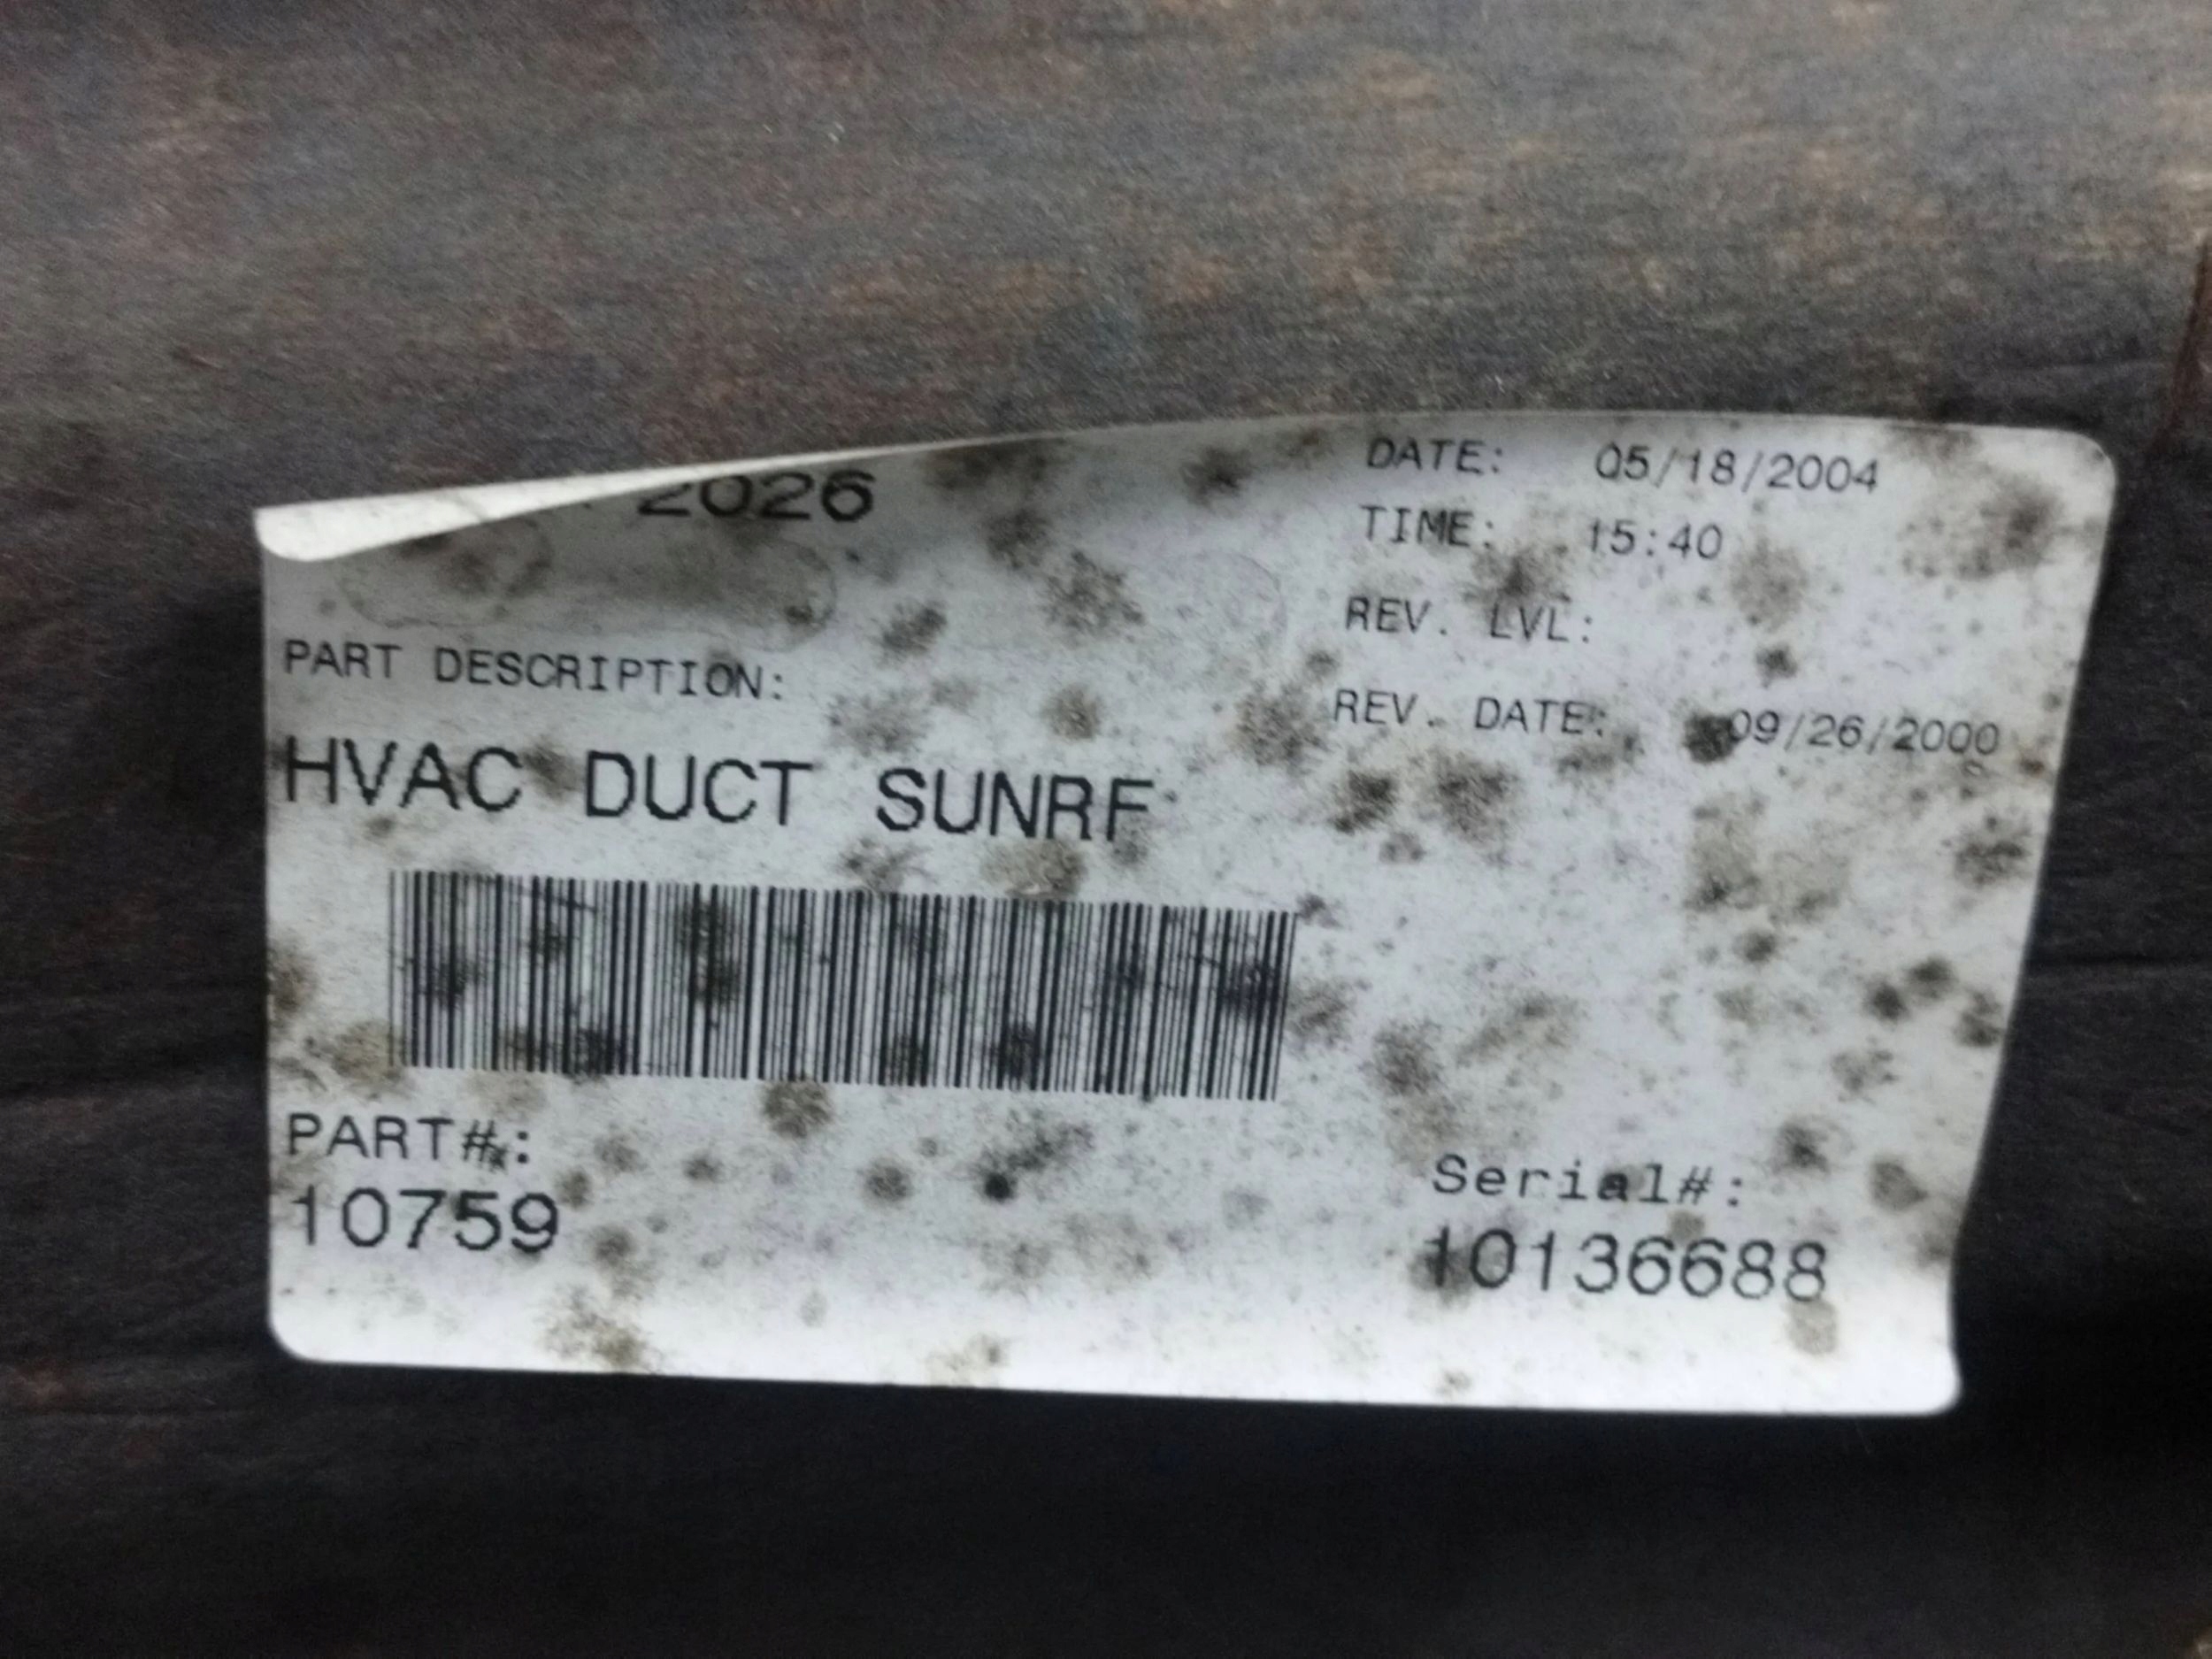 2026
DATE: 05/18/2004
TIME: 15:40
REV. LVL:
REV. DATE: 09/26/2000
PART DESCRIPTION:
HVAC DUCT SUNRF
PART#:
10759
Serial#:
10136688